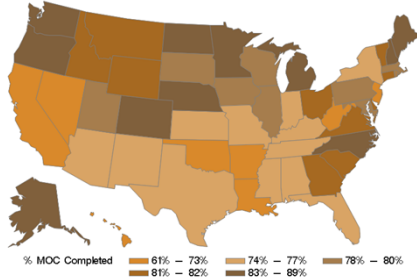 % MOC Completed 61% – 73% 74% – 77% 78% – 80%
81% – 82% 83% – 89%